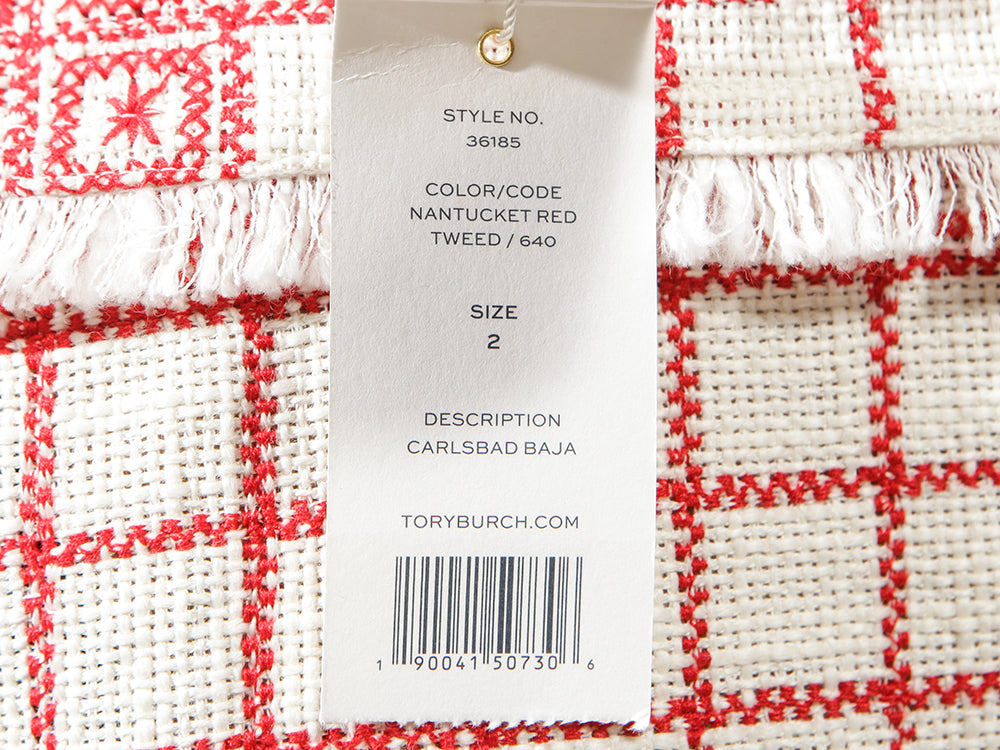 STYLE NO.
36185
COLOR/CODE
NANTUCKET RED
TWEED / 640
SIZE
2
DESCRIPTION
CARLSBAD BAJA
TORYBURCH.COM
1 90041 50730 6